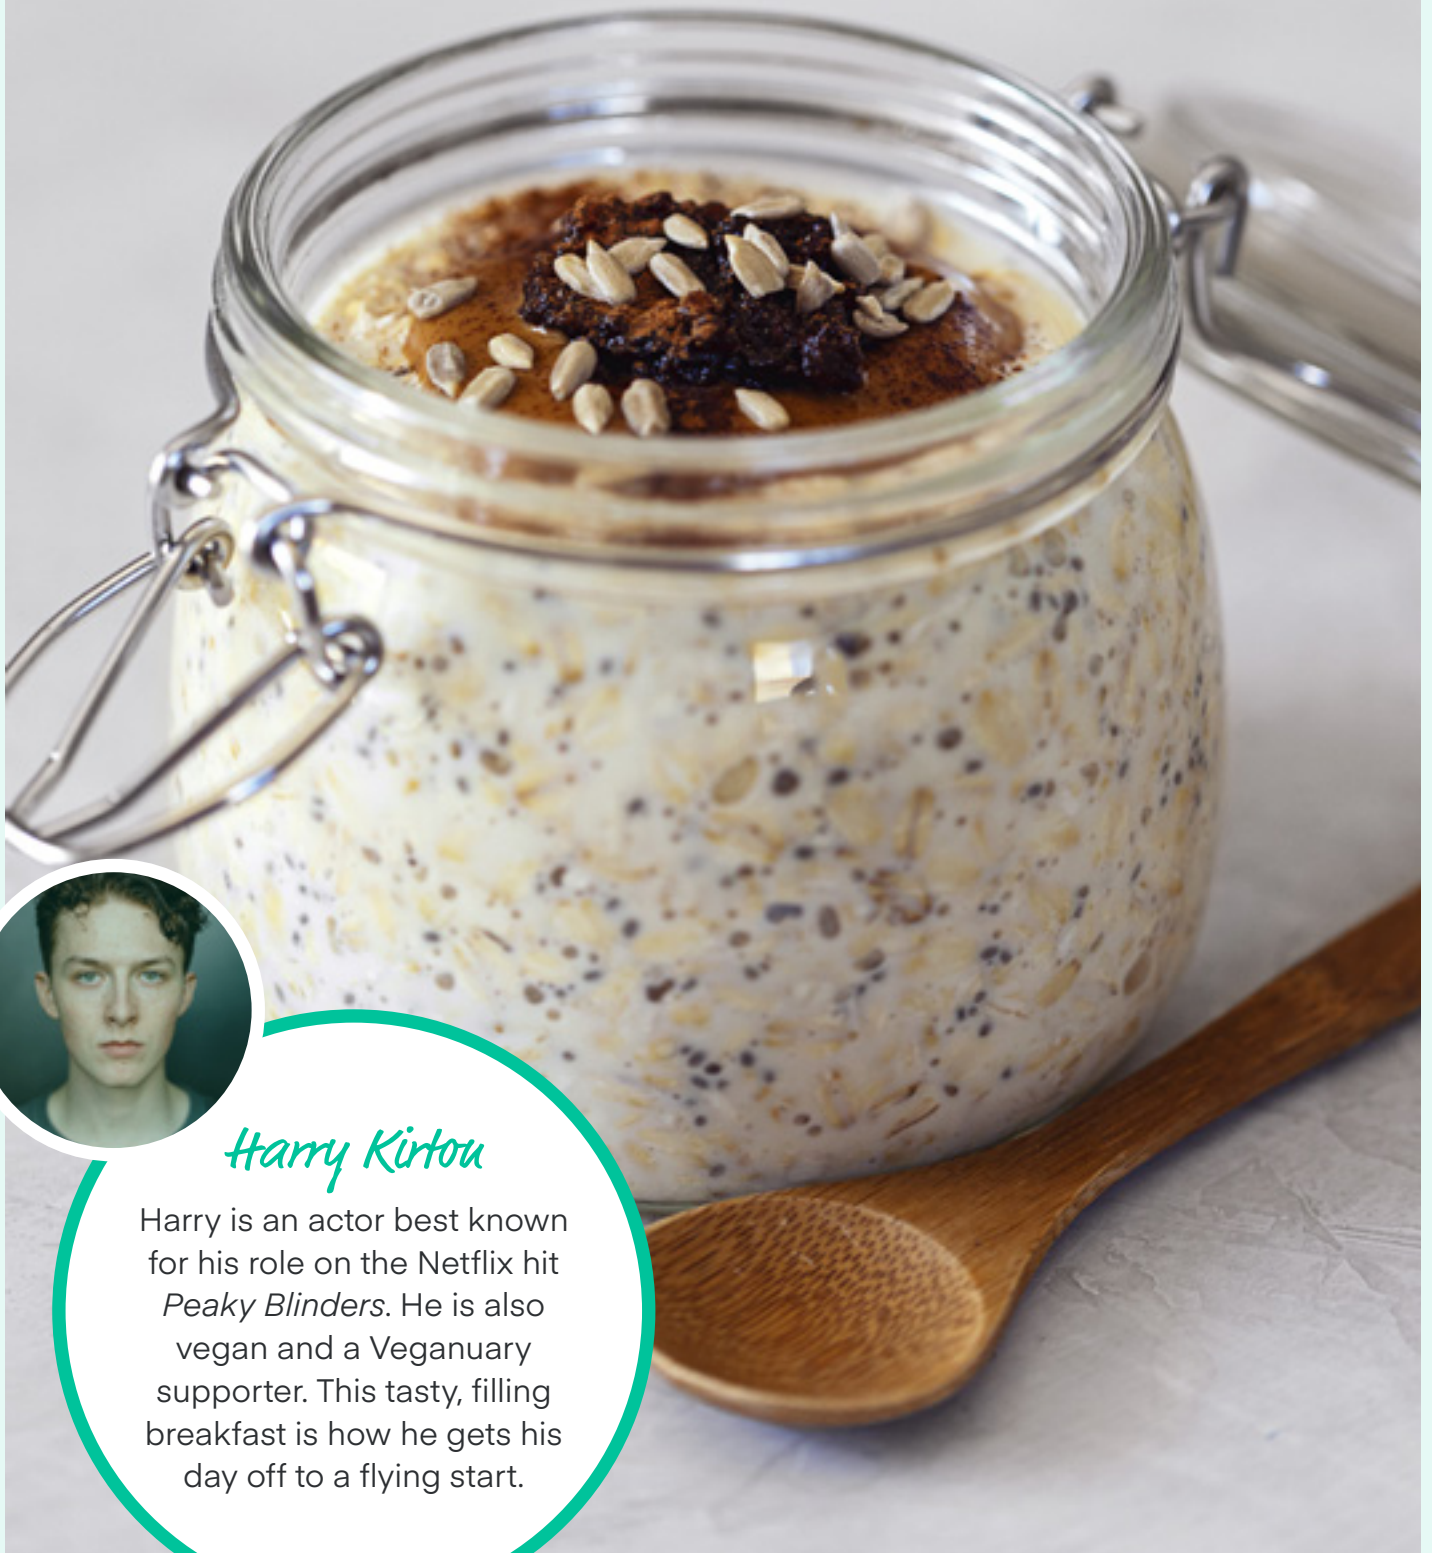 Harry Kirton
Harry is an actor best known
for his role on the Netflix hit
Peaky Blinders. He is also
vegan and a Veganuary
supporter. This tasty, filling
breakfast is how he gets his
day off to a flying start.